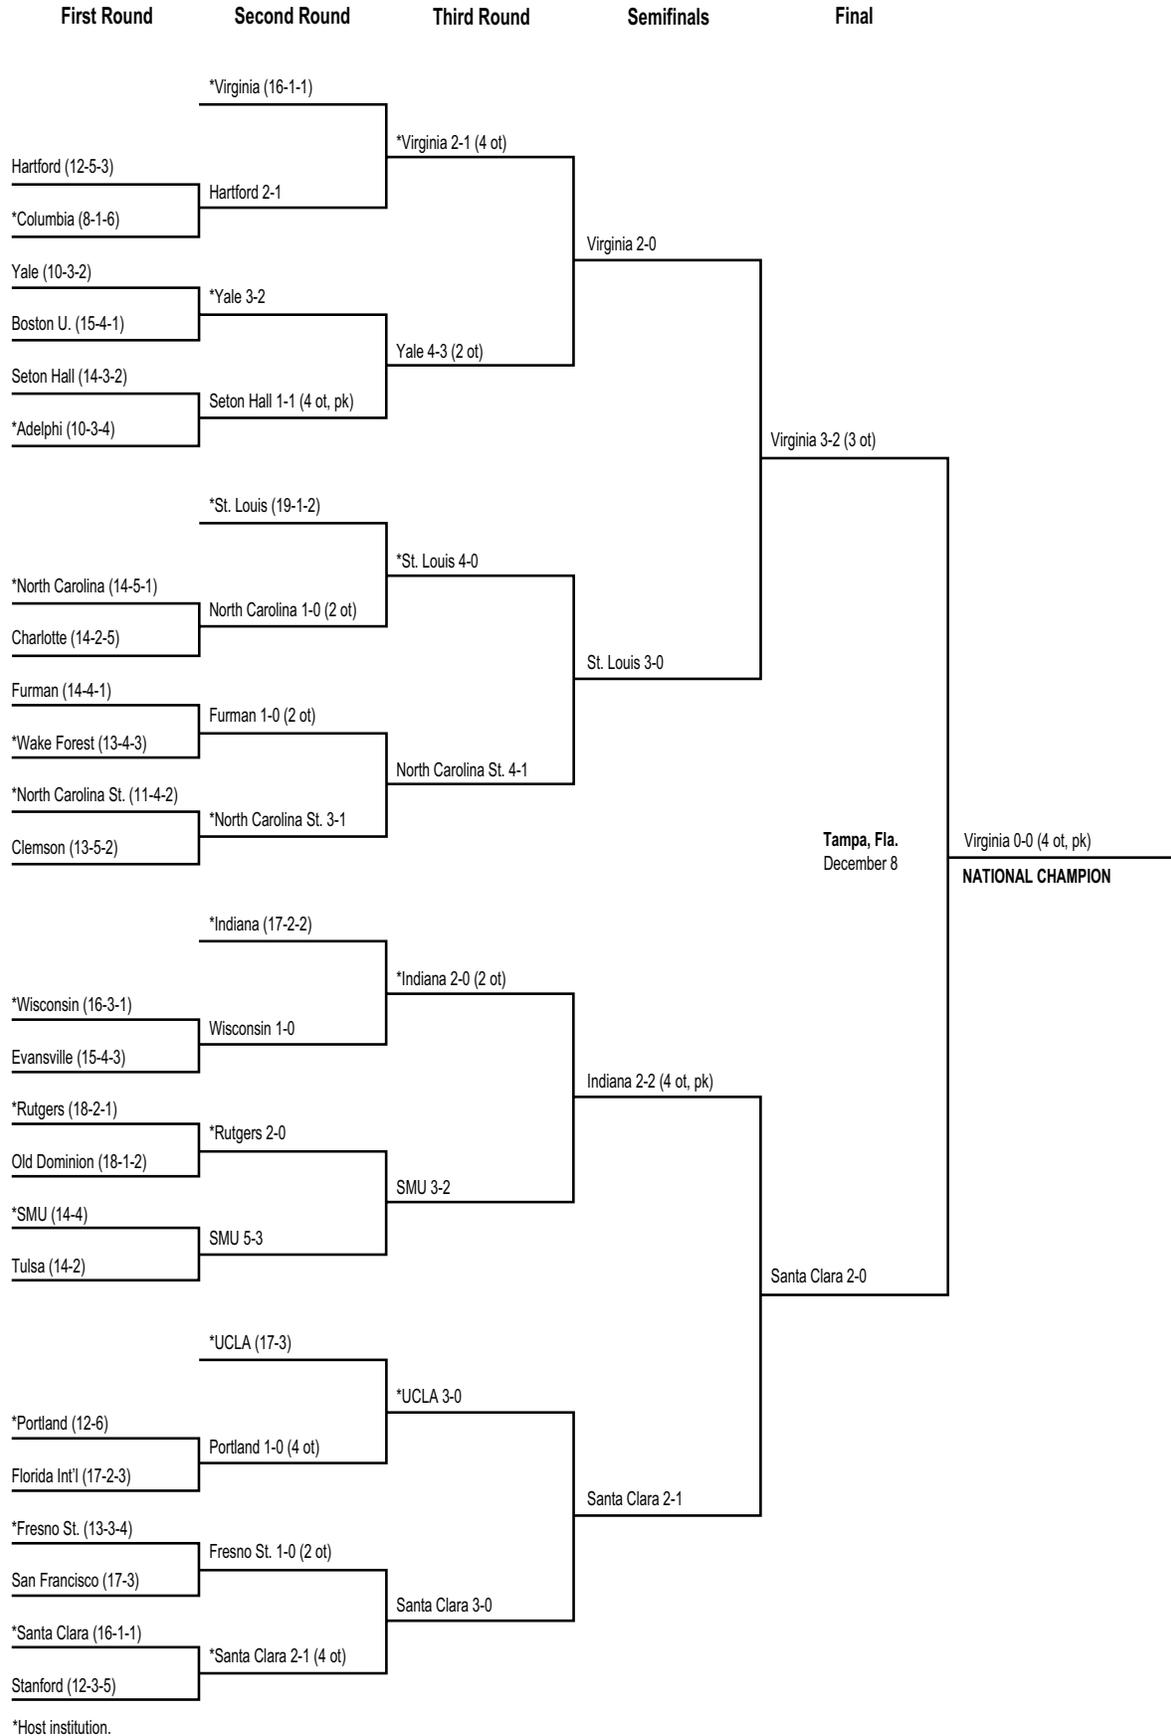 First Round
Second Round
Third Round
Semifinals
Final
*Virginia (16-1-1)
*Virginia 2-1 (4 ot)
Hartford (12-5-3)
Hartford 2-1
*Columbia (8-1-6)
Virginia 2-0
Yale (10-3-2)
*Yale 3-2
Boston U. (15-4-1)
Yale 4-3 (2 ot)
Seton Hall (14-3-2)
Seton Hall 1-1 (4 ot, pk)
*Adelphi (10-3-4)
Virginia 3-2 (3 ot)
*St. Louis (19-1-2)
*St. Louis 4-0
*North Carolina (14-5-1)
North Carolina 1-0 (2 ot)
Charlotte (14-2-5)
St. Louis 3-0
Furman (14-4-1)
Furman 1-0 (2 ot)
*Wake Forest (13-4-3)
North Carolina St. 4-1
*North Carolina St. (11-4-2)
*North Carolina St. 3-1
Clemson (13-5-2)
Tampa, Fla.
December 8
Virginia 0-0 (4 ot, pk)
NATIONAL CHAMPION
*Indiana (17-2-2)
*Indiana 2-0 (2 ot)
*Wisconsin (16-3-1)
Wisconsin 1-0
Evansville (15-4-3)
Indiana 2-2 (4 ot, pk)
*Rutgers (18-2-1)
*Rutgers 2-0
Old Dominion (18-1-2)
SMU 3-2
*SMU (14-4)
SMU 5-3
Tulsa (14-2)
Santa Clara 2-0
*UCLA (17-3)
*UCLA 3-0
*Portland (12-6)
Portland 1-0 (4 ot)
Florida Int'l (17-2-3)
Santa Clara 2-1
*Fresno St. (13-3-4)
Fresno St. 1-0 (2 ot)
San Francisco (17-3)
Santa Clara 3-0
*Santa Clara (16-1-1)
*Santa Clara 2-1 (4 ot)
Stanford (12-3-5)
*Host institution.